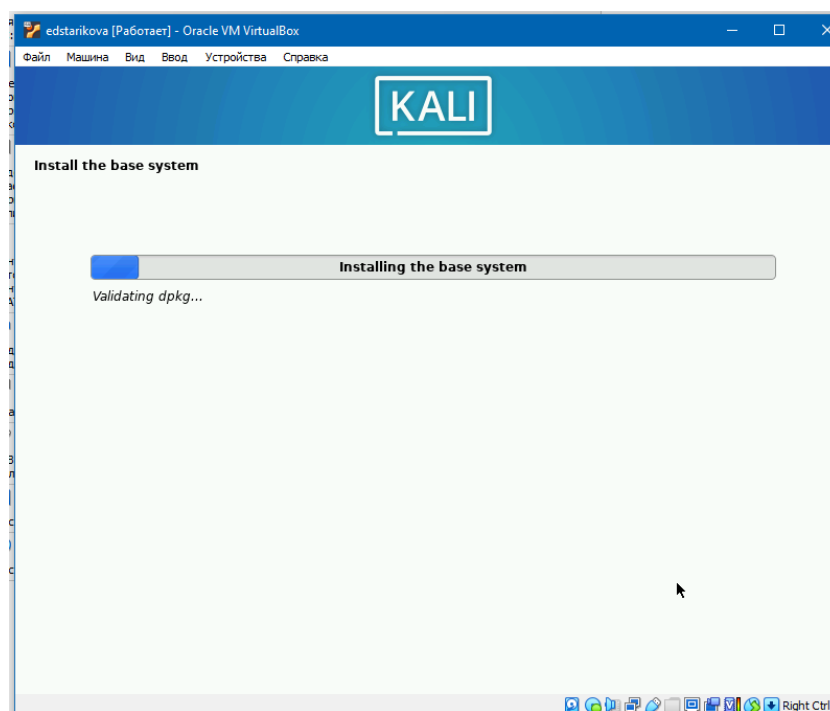 edstarikova [Работает] - Oracle VM VirtualBox
Файл Машина Вид Ввод Устройства Справка
KALI
Install the base system
Installing the base system
Validating dpkg...
Right Ctrl